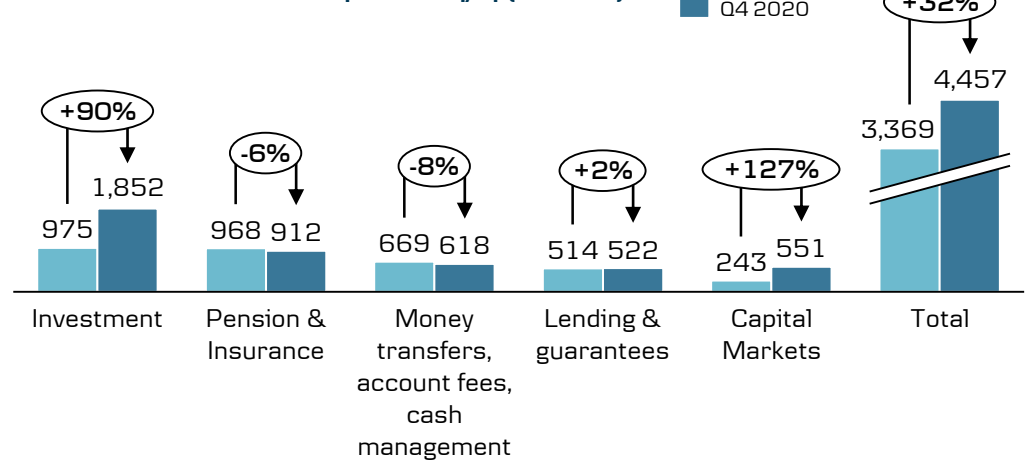 Q4 2020
+32%
4,457
+90%
3,369
-6%
-8%
+2%
+127%
1,852
975
968 912
669 618
514 522
243 551
Investment
Pension &
Insurance
Money
transfers,
account fees,
cash
management
Lending &
guarantees
Capital
Markets
Total